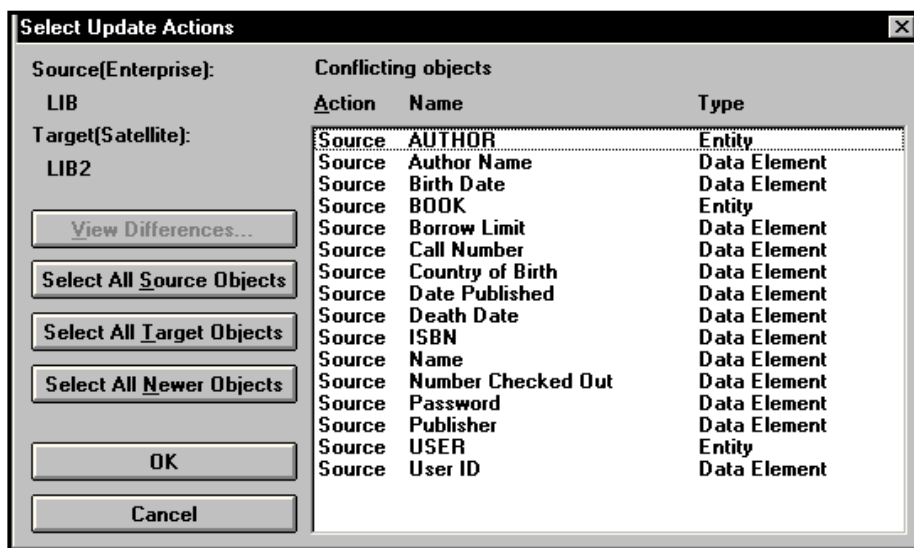 Select Update Actions
Source(Enterprise):
LIB
Target(Satellite):
LIB2
View Differences...
Select All Source Objects
Select All Target Objects
Select All Newer Objects
OK
Cancel
Conflicting objects
Action Name Type
Source AUTHOR Entity
Source Author Name Data Element
Source Birth Date Data Element
Source BOOK Entity
Source Borrow Limit Data Element
Source Call Number Data Element
Source Country of Birth Data Element
Source Date Published Data Element
Source Death Date Data Element
Source ISBN Data Element
Source Name Data Element
Source Number Checked Out Data Element
Source Password Data Element
Source Publisher Data Element
Source USER Entity
Source User ID Data Element